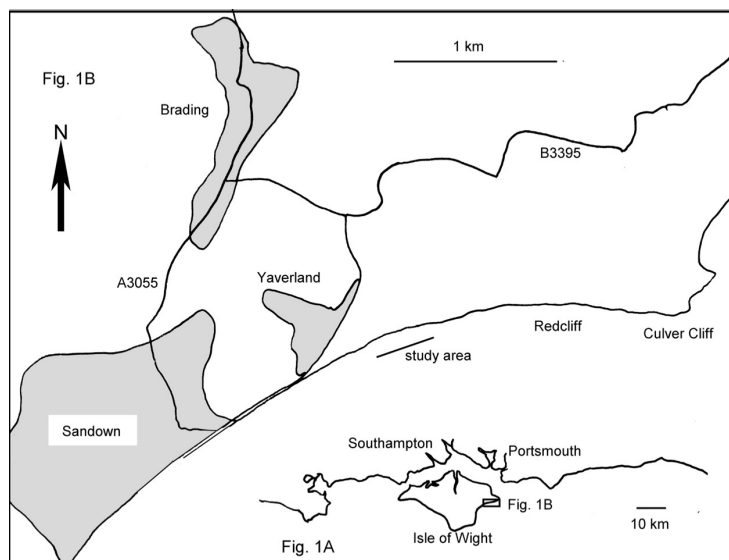 1 km
Fig. 1B
Brading
N
B3395
A3055
Yaverland
Redcliff
Culver Cliff
study area
Sandown
Southampton
Portsmouth
Fig. 1B
10 km
Isle of Wight
Fig. 1A